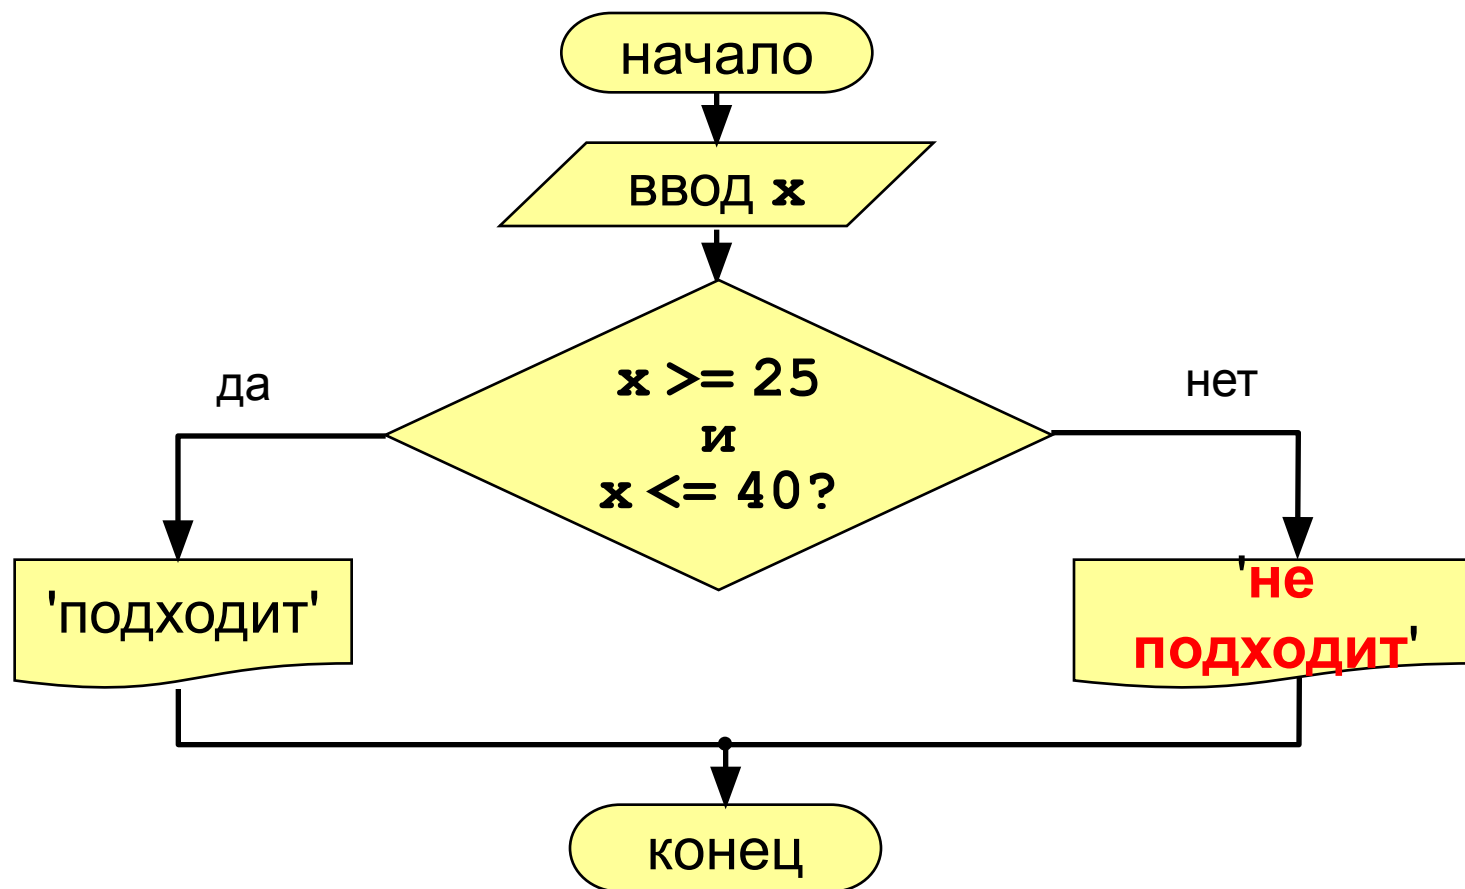 начало
ввод x
x >= 25
и
x <= 40?
да
нет
'подходит'
'не
подходит'
конец